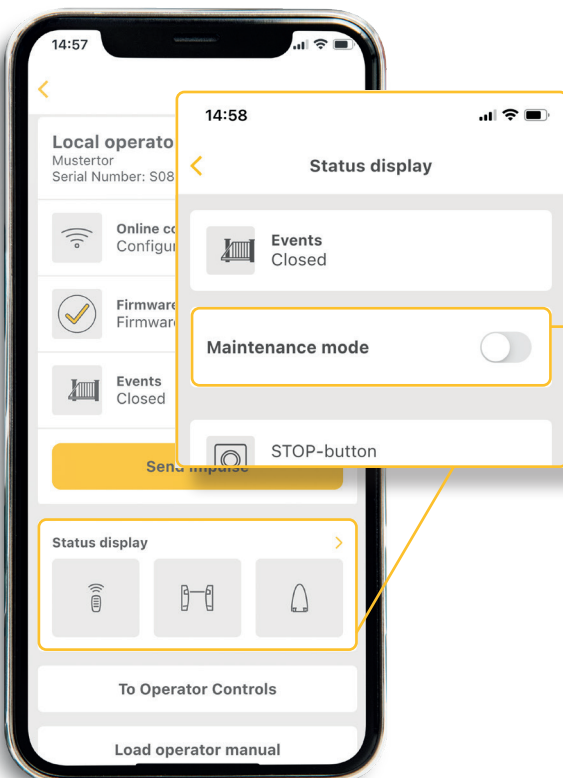 14:57
Local operato
Mustertor
Serial Number: S08
Online co
Configur
Firmware
Firmwar
Events
Closed
Send Impulse
Status display
To Operator Controls
Load operator manual
14:58
Status display
Events
Closed
Maintenance mode
STOP-button